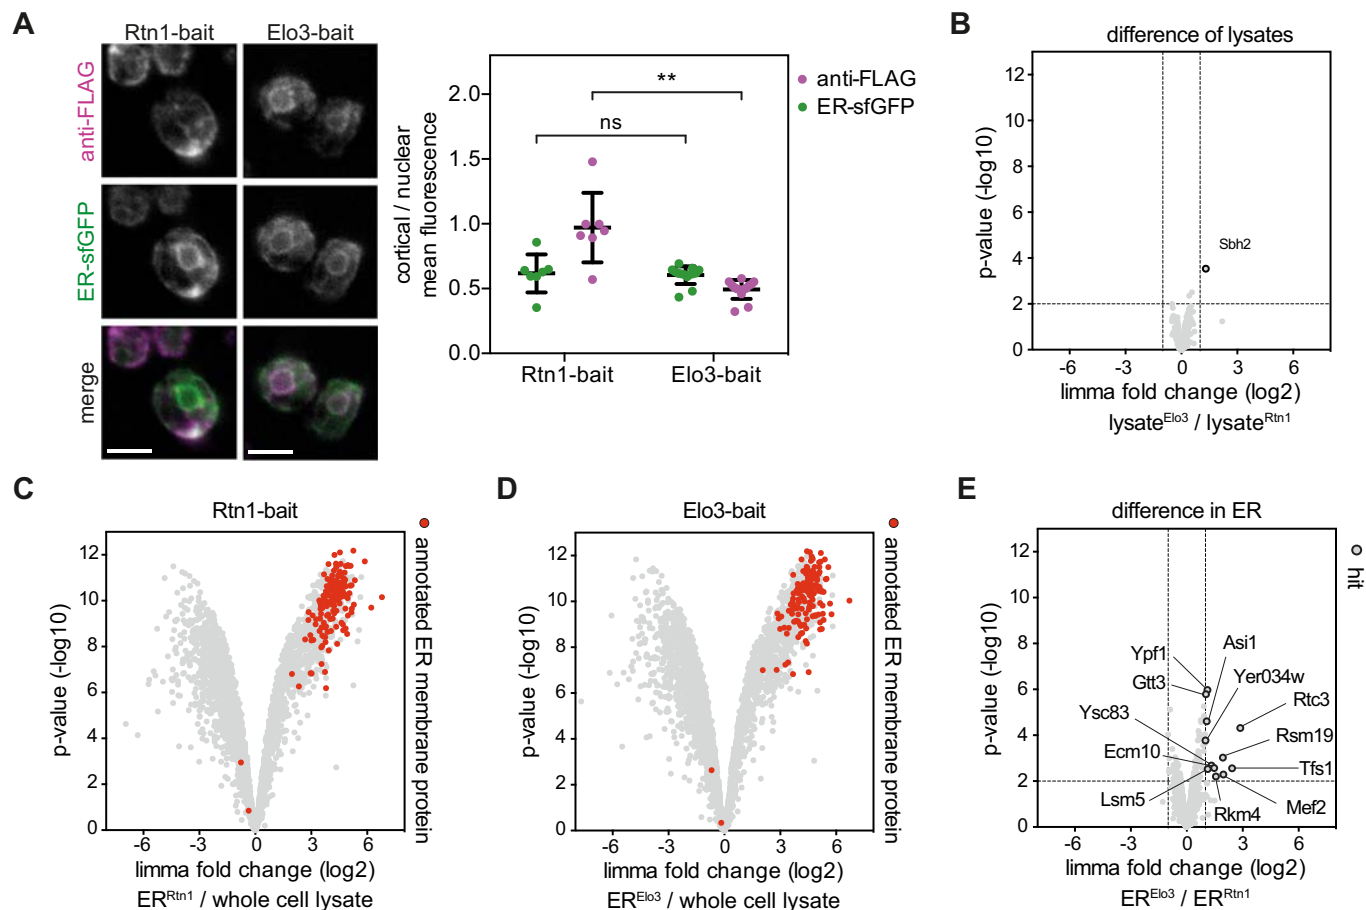 A
Rtn1-bait
Elo3-bait
anti-FLAG
ER-sfGFP
merge
cortical / nuclear
mean fluorescence
2.0
1.5
1.0
0.5
0.0
**
ns
Rtn1-bait
Elo3-bait
anti-FLAG
ER-sfGFP
B
difference of lysates
p-value (-log10)
12
10
8
6
4
2
0
Sbh2
-6 -3 0 3 6
limma fold change (log2)
lysateElo3 / lysateRtn1
C
Rtn1-bait
p-value (-log10)
12
10
8
6
4
2
0
-6 -3 0 3 6
limma fold change (log2)
ERRtn1 / whole cell lysate
annotated ER membrane protein
D
Elo3-bait
p-value (-log10)
12
10
8
6
4
2
0
-6 -3 0 3 6
limma fold change (log2)
ERElo3 / whole cell lysate
annotated ER membrane protein
E
difference in ER
hit
p-value (-log10)
12
10
8
6
4
2
0
Ypf1
Asi1
Gtt3
Yer034w
Ysc83
Rtc3
Ecm10
Rsm19
Tfs1
Lsm5
Rkm4
Mef2
-6 -3 0 3 6
limma fold change (log2)
ERElo3 / ERRtn1